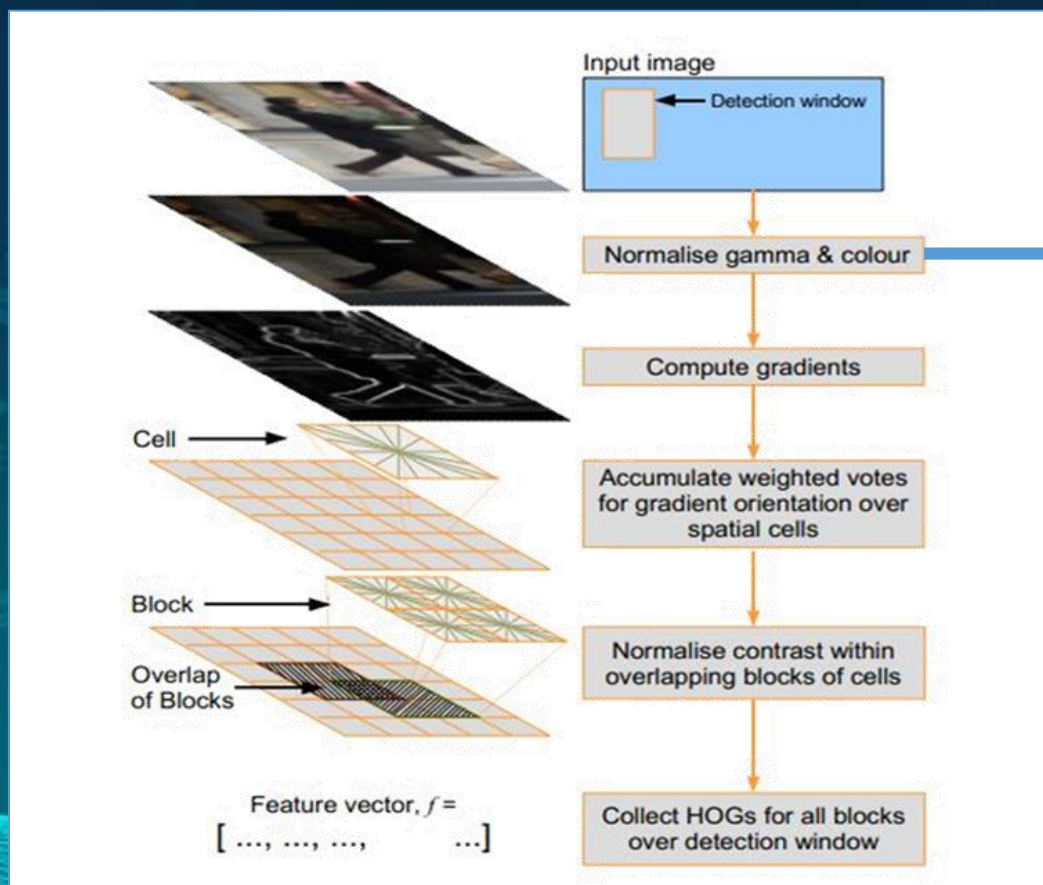 Input image
Detection window
Normalise gamma & colour
Compute gradients
Cell
Accumulate weighted votes
for gradient orientation over
spatial cells
Block
Normalise contrast within
overlapping blocks of cells
Overlap
of Blocks
Feature vector, f =
[ ..., ..., ..., ...]
Collect HOGs for all blocks
over detection window